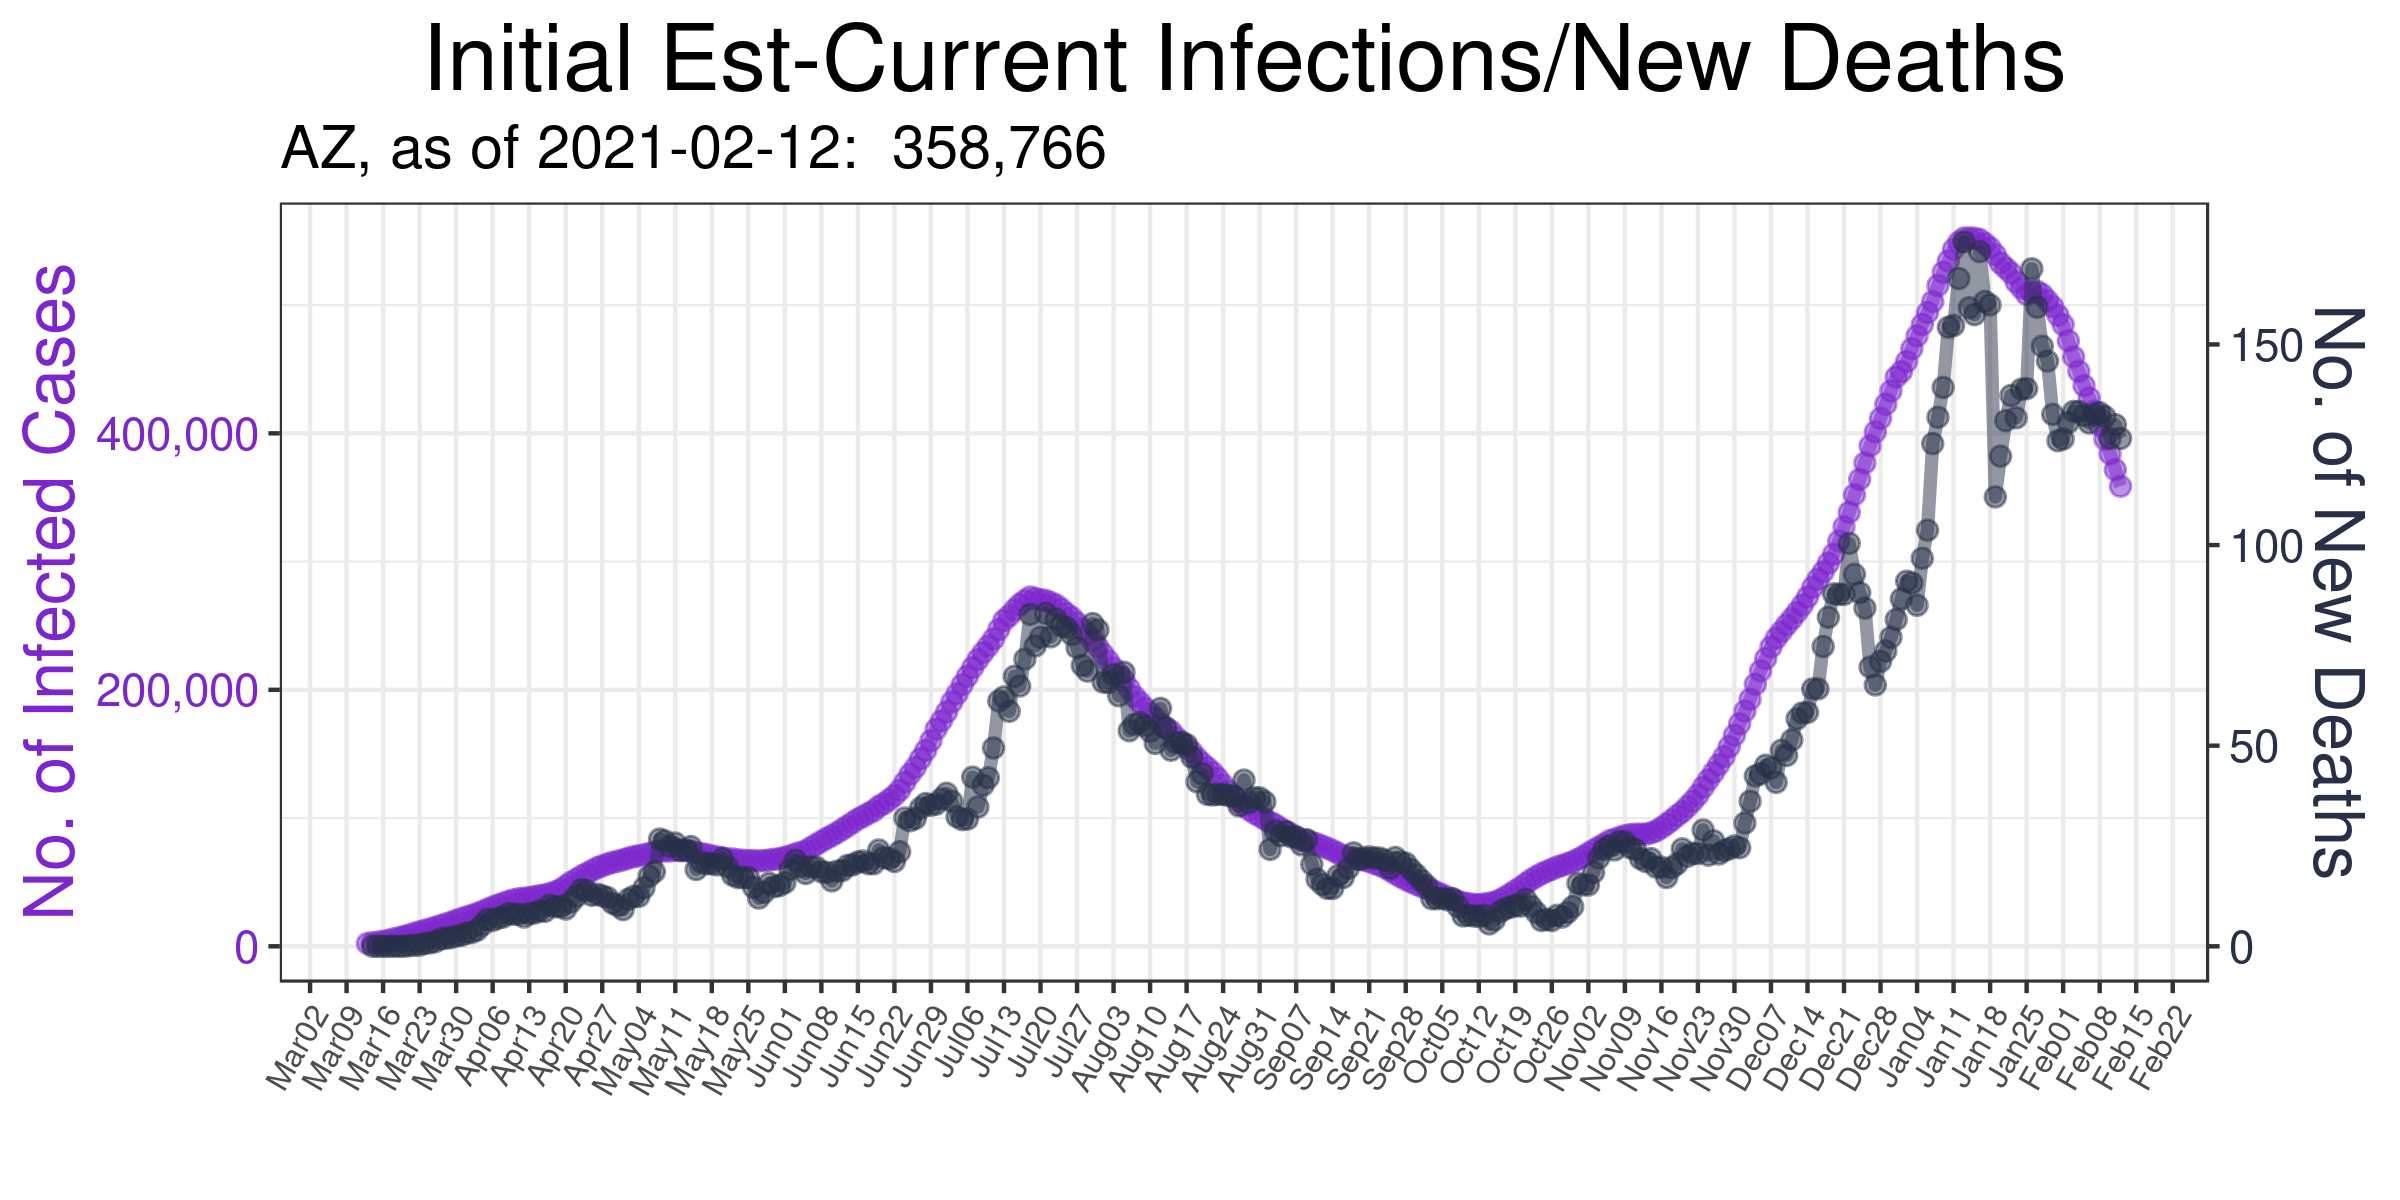 Initial Est-Current Infections/New Deaths
AZ, as of 2021-02-12: 358,766
No. of Infected Cases
400,000
200,000
0
150
100
50
0
No. of New Deaths
Mar02
Mar09
Mar16
Mar23
Mar30
Apr06
Apr13
Apr20
Apr27
May04
May11
May18
May25
Jun01
Jun08
Jun15
Jun22
Jun29
Jul06
Jul13
Jul20
Jul27
Aug03
Aug10
Aug17
Aug24
Aug31
Sep07
Sep14
Sep21
Sep28
Oct05
Oct12
Oct19
Oct26
Nov02
Nov09
Nov16
Nov23
Nov30
Dec07
Dec14
Dec21
Dec28
Jan04
Jan11
Jan18
Jan25
Feb01
Feb08
Feb15
Feb22